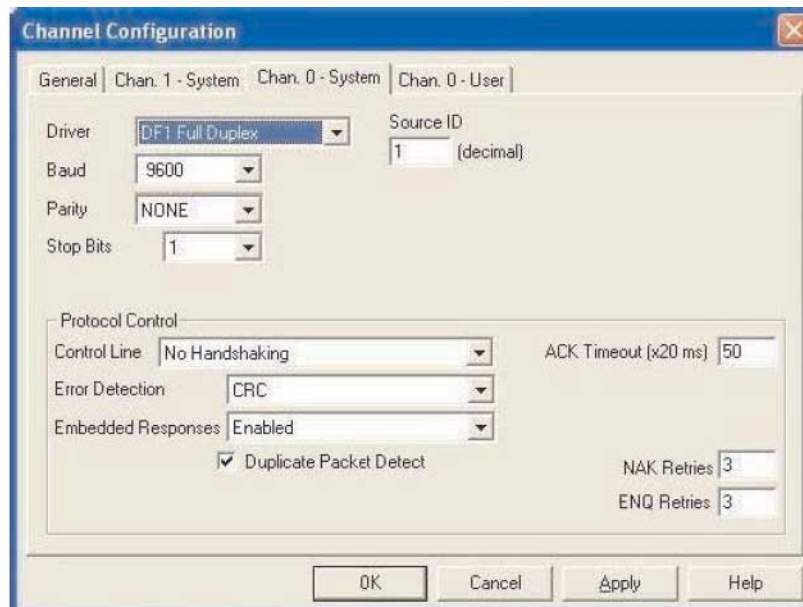 Channel Configuration
General Chan. 1 - System Chan. 0 - System Chan. 0 - User
Driver DF1 Full Duplex
Source ID
1 (decimal)
Baud 9600
Parity NONE
Stop Bits 1
Protocol Control
Control Line No Handshaking ACK Timeout (x20 ms) 50
Error Detection CRC
Embedded Responses Enabled
Duplicate Packet Detect NAK Retries 3
ENQ Retries 3
OK Cancel Apply Help